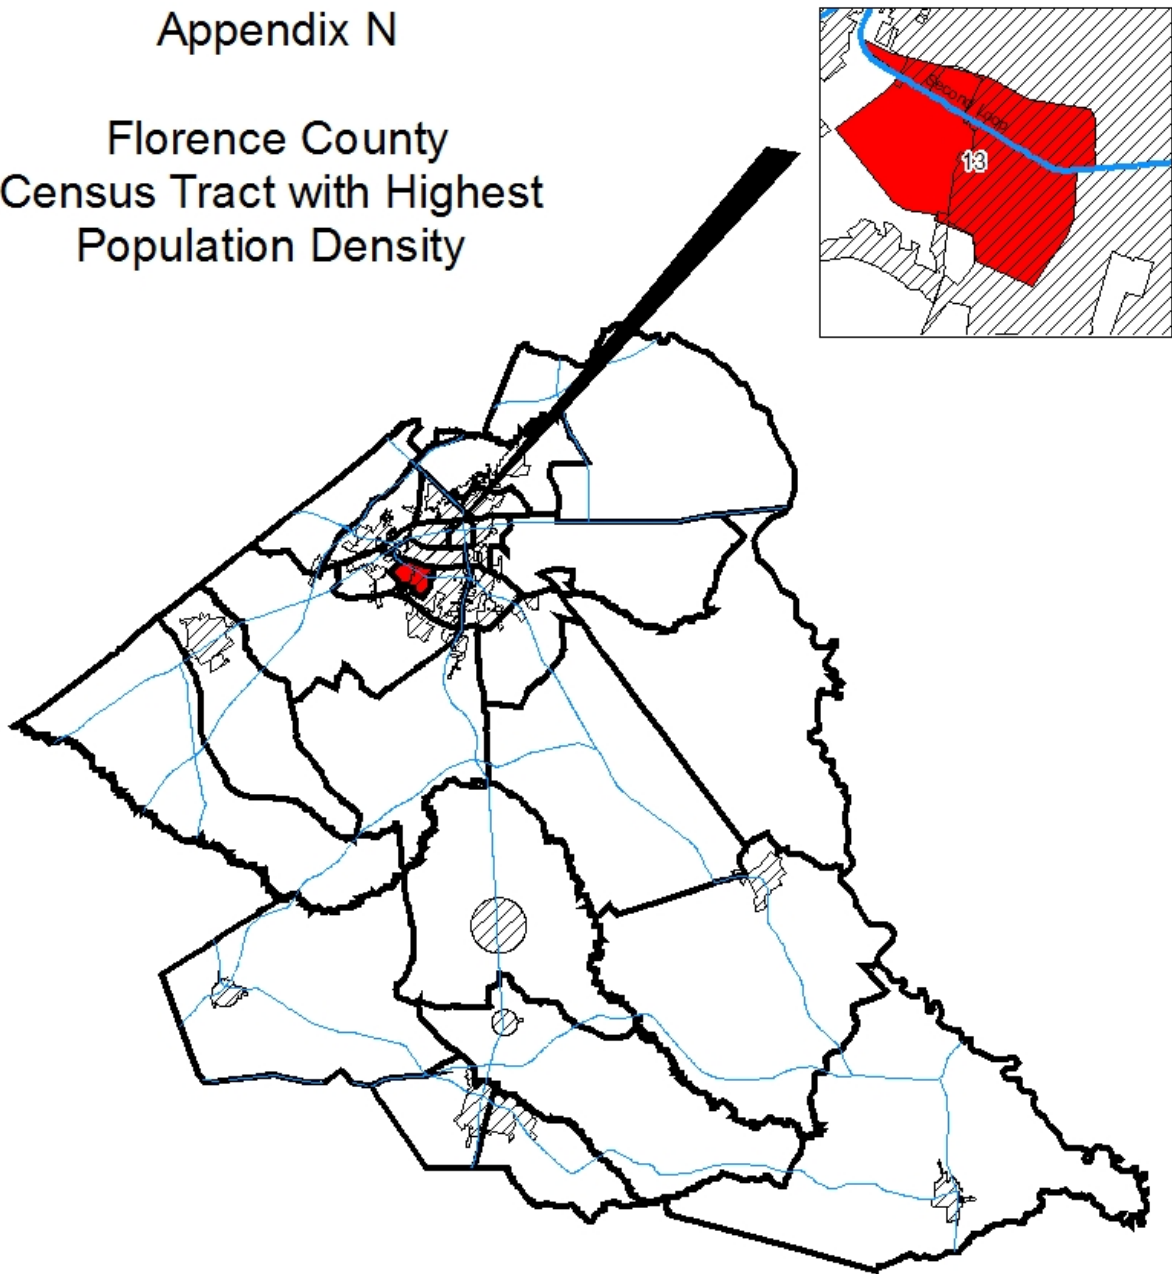 Appendix N
Florence County
Census Tract with Highest
Population Density
Second Loop
13